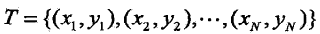 T = {(x₁, y₁), (x₂, y₂), ⋯, (x_N, y_N)}